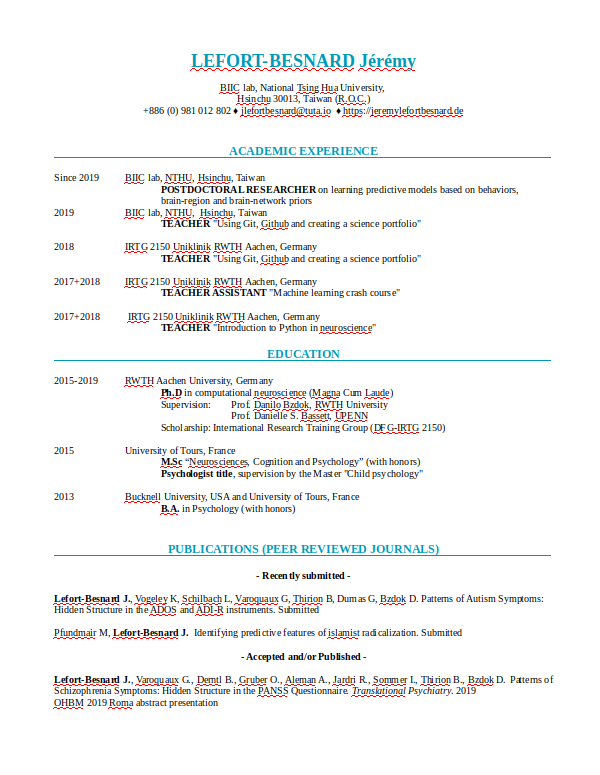 LEFORT-BESNARD Jérémy
BIIC lab, National Tsing Hua University,
Hsinchu 30013, Taiwan (R.O.C.)
+886 (0) 981 012 802 ♦ jlefortbesnard@tuta.io ♦ https://jeremylefortbesnard.de
ACADEMIC EXPERIENCE
Since 2019 BIIC lab, NTHU, Hsinchu, Taiwan
POSTDOCTORAL RESEARCHER on learning predictive models based on behaviors,
brain-region and brain-network priors
2019 BIIC lab, NTHU, Hsinchu, Taiwan
TEACHER "Using Git, Github and creating a science portfolio"
2018 IRTG 2150 Uniklinik RWTH Aachen, Germany
TEACHER "Using Git, Github and creating a science portfolio"
2017+2018 IRTG 2150 Uniklinik RWTH Aachen, Germany
TEACHER ASSISTANT "Machine learning crash course"
2017+2018 IRTG 2150 Uniklinik RWTH Aachen, Germany
TEACHER "Introduction to Python in neuroscience"
EDUCATION
2015-2019 RWTH Aachen University, Germany
Ph.D in computational neuroscience (Magna Cum Laude)
Supervision: Prof. Danilo Bzdok, RWTH University
Prof. Danielle S. Bassett, UPENN
Scholarship: International Research Training Group (DFG-IRTG 2150)
2015 University of Tours, France
M.Sc “Neurosciences, Cognition and Psychology” (with honors)
Psychologist title, supervision by the Master "Child psychology"
2013 Bucknell University, USA and University of Tours, France
B.A. in Psychology (with honors)
PUBLICATIONS (PEER REVIEWED JOURNALS)
- Recently submitted -
Lefort-Besnard J., Vogeley K, Schilbach L, Varoquaux G, Thirion B, Dumas G, Bzdok D. Patterns of Autism Symptoms:
Hidden Structure in the ADOS and ADI-R instruments. Submitted
Pfundmair M, Lefort-Besnard J. Identifying predictive features of islamist radicalization. Submitted
- Accepted and/or Published -
Lefort-Besnard J., Varoquaux G., Derntl B., Gruber O., Aleman A., Jardri R., Sommer I., Thirion B., Bzdok D. Patterns of
Schizophrenia Symptoms: Hidden Structure in the PANSS Questionnaire. Translational Psychiatry. 2019
OHBM 2019 Roma abstract presentation